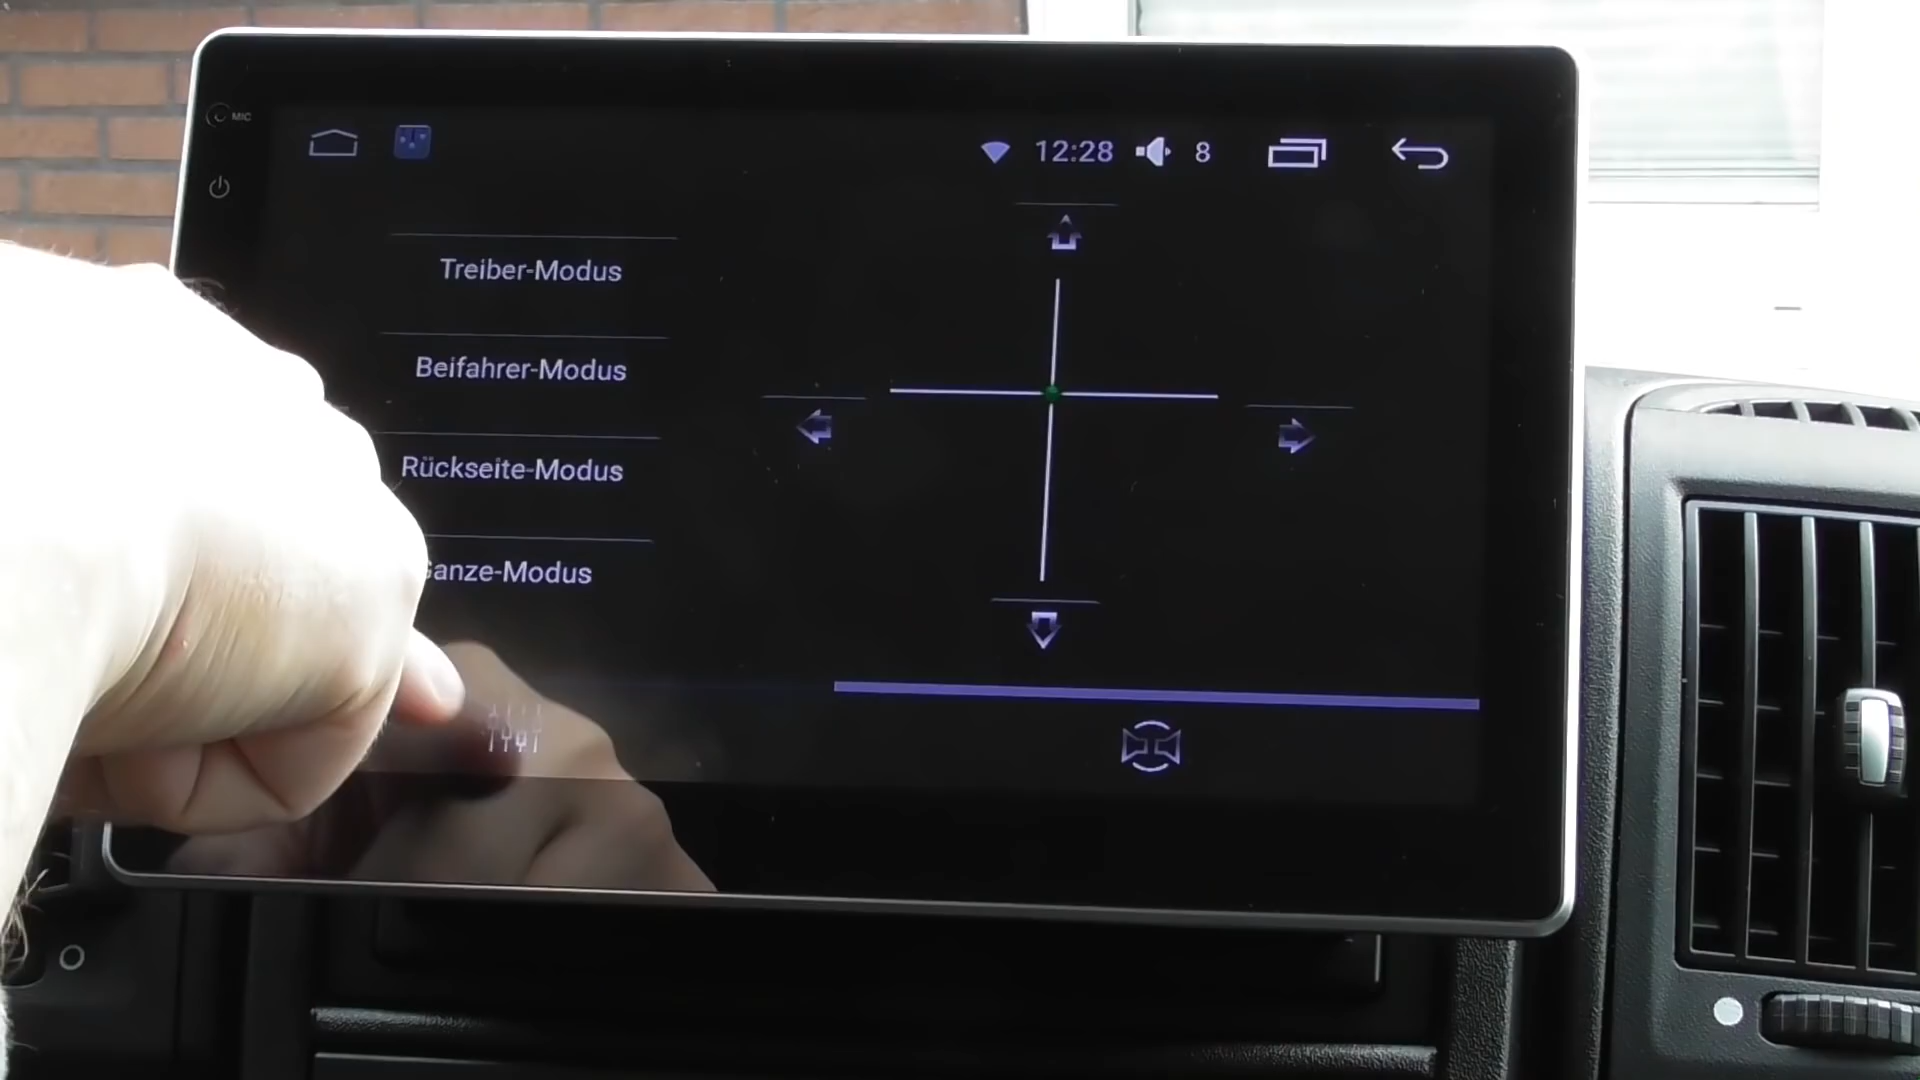 MIC
12:28
8
Treiber-Modus
Beifahrer-Modus
Rückseite-Modus
Ganze-Modus